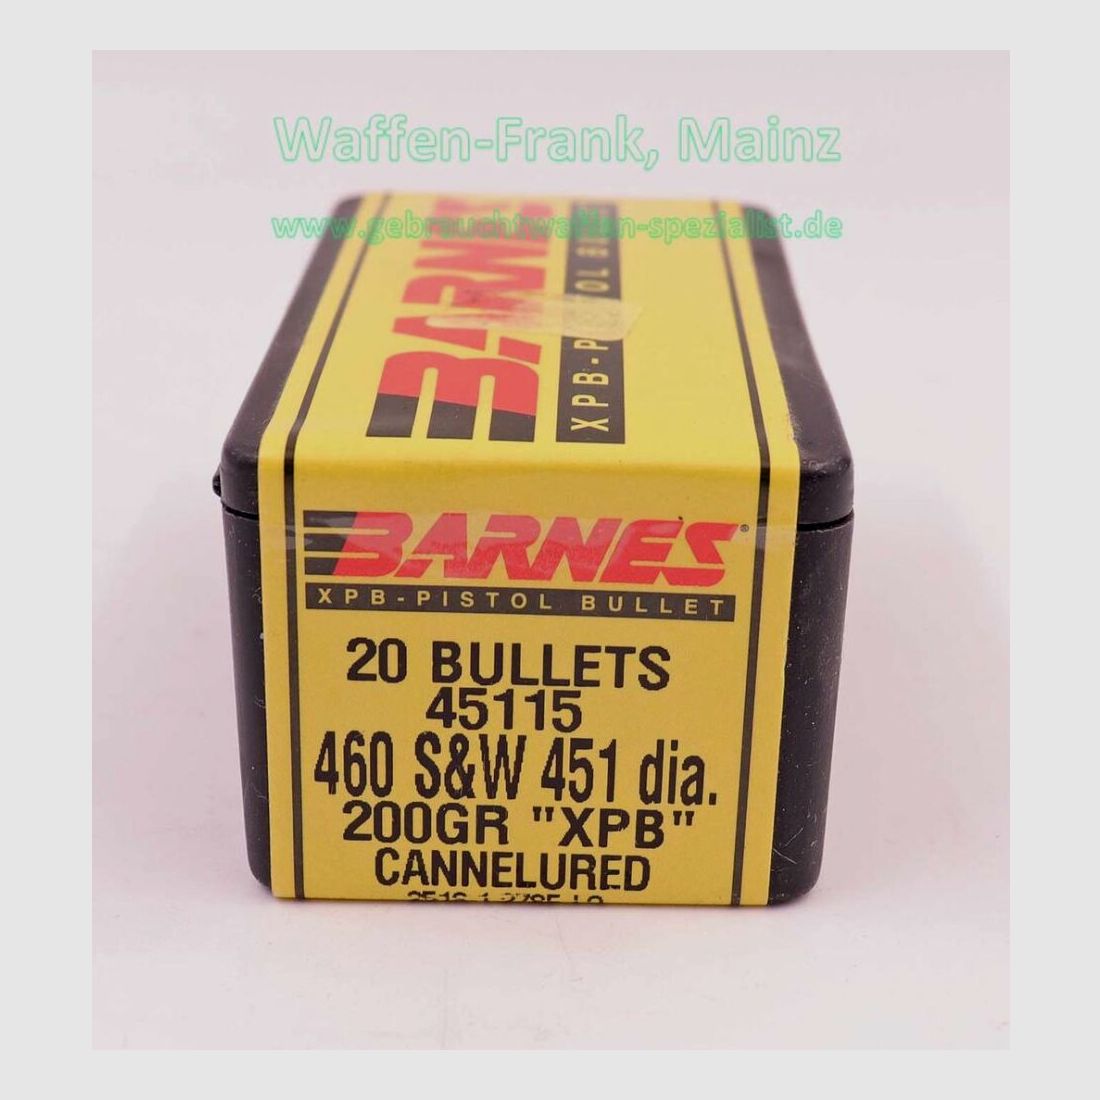 Waffen-Frank, Mainz
www.gebrauchtwaffen-spezialist.de
BARNES
XPB-PISTOL
BARNES®
XPB-PISTOL BULLET
20 BULLETS
45115
460 S&W 451 dia.
200GR "XPB"
CANNELURED